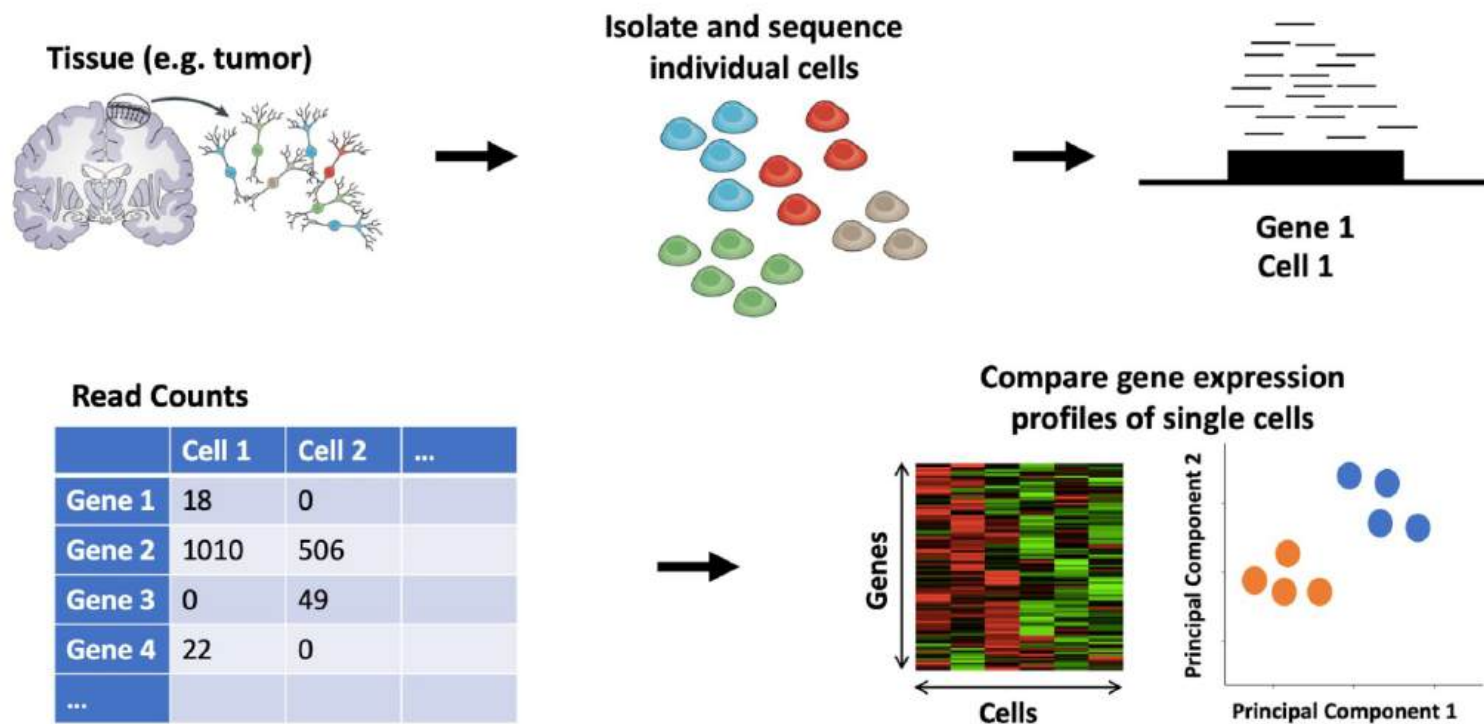 Tissue (e.g. tumor)
Isolate and sequence
individual cells
Gene 1
Cell 1
Read Counts
Cell 1 Cell 2 ...
Gene 1 18 0
Gene 2 1010 506
Gene 3 0 49
Gene 4 22 0
...
Compare gene expression
profiles of single cells
Genes
Cells
Principal Component 2
Principal Component 1